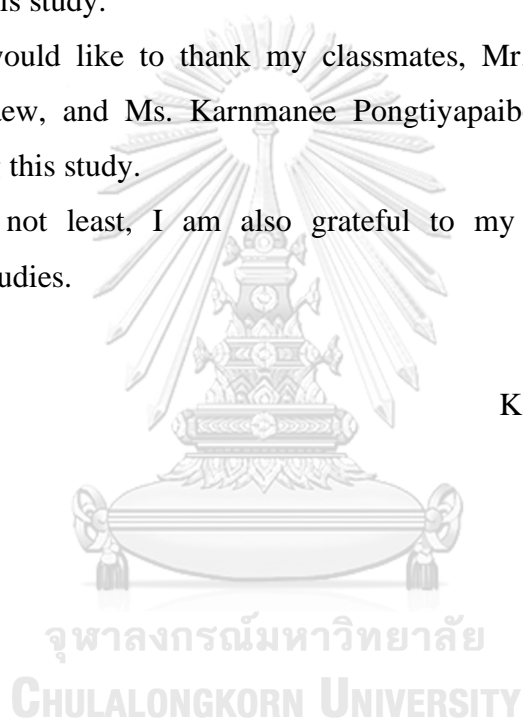 is study.
would like to thank my classmates, Mr.
aew, and Ms. Karnmanee Pongtiyapaib
this study.
not least, I am also grateful to my
udies.
K
จุฬาลงกรณ์มหาวิทยาลัย
CHULALONGKORN UNIVERSITY